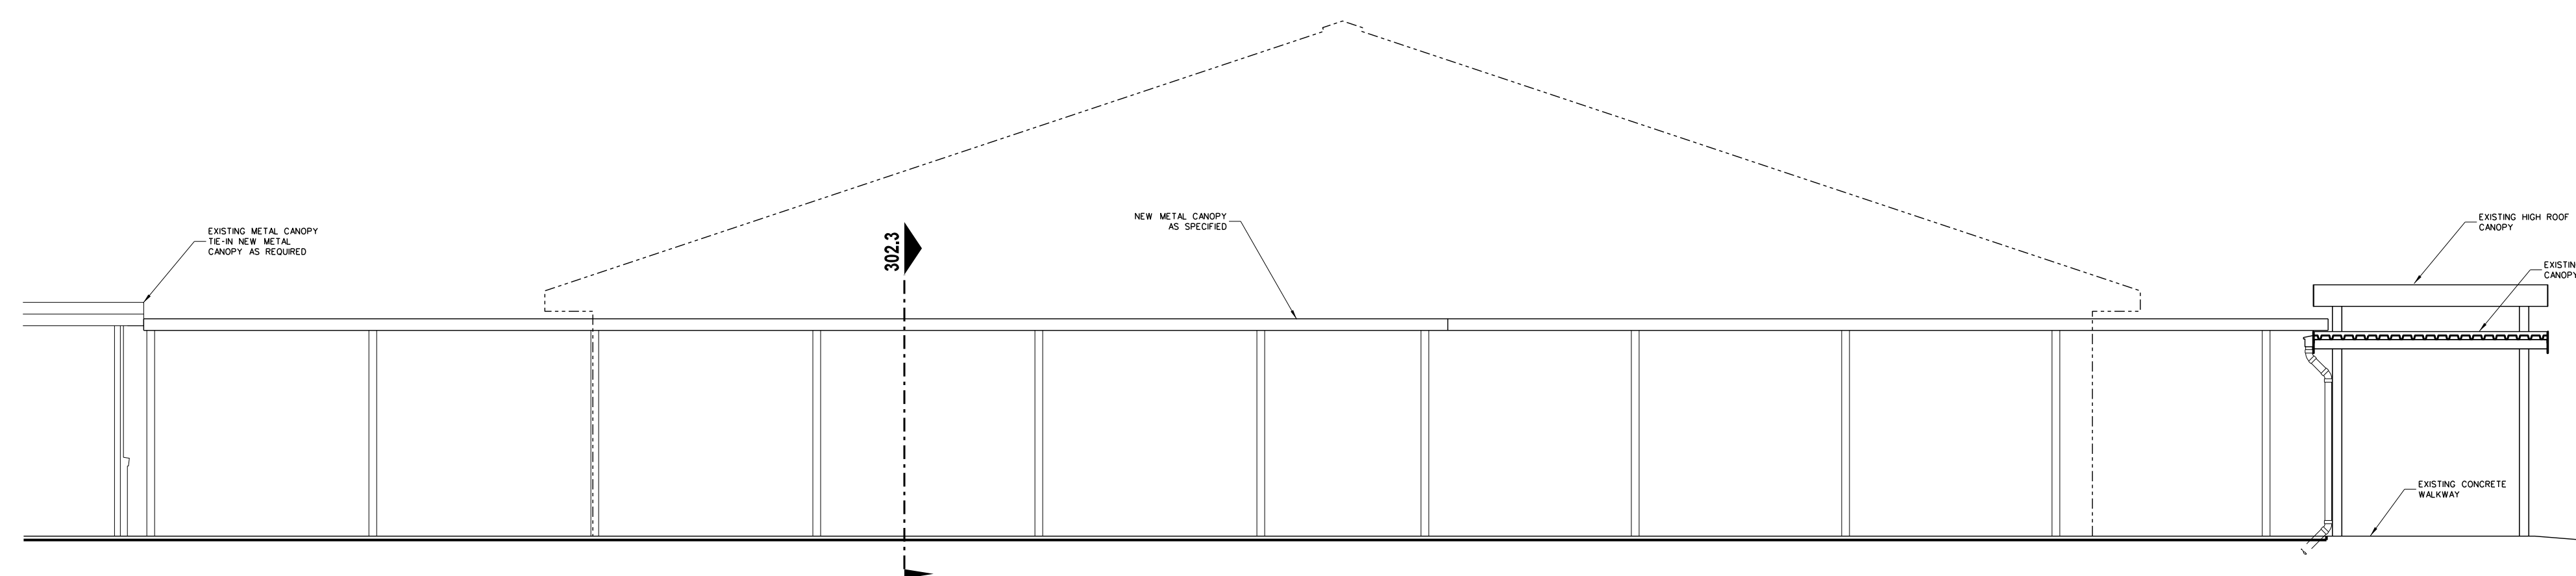 EXISTING METAL CANOPY
TIE-IN NEW METAL
CANOPY AS REQUIRED
302.3
NEW METAL CANOPY
AS SPECIFIED
EXISTING HIGH ROOF
CANOPY
EXISTIN
CANOPY
EXISTING CONCRETE
WALKWAY